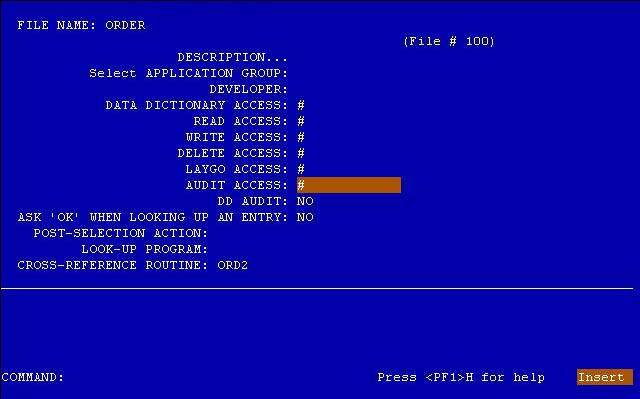 FILE NAME: ORDER
(File # 100)
DESCRIPTION...
Select APPLICATION GROUP:
DEVELOPER:
DATA DICTIONARY ACCESS: #
READ ACCESS: #
WRITE ACCESS: #
DELETE ACCESS: #
LAYGO ACCESS: #
AUDIT ACCESS: #
DD AUDIT: NO
ASK 'OK' WHEN LOOKING UP AN ENTRY: NO
POST-SELECTION ACTION:
LOOK-UP PROGRAM:
CROSS-REFERENCE ROUTINE: ORD2
COMMAND: Press <PF1>H for help Insert